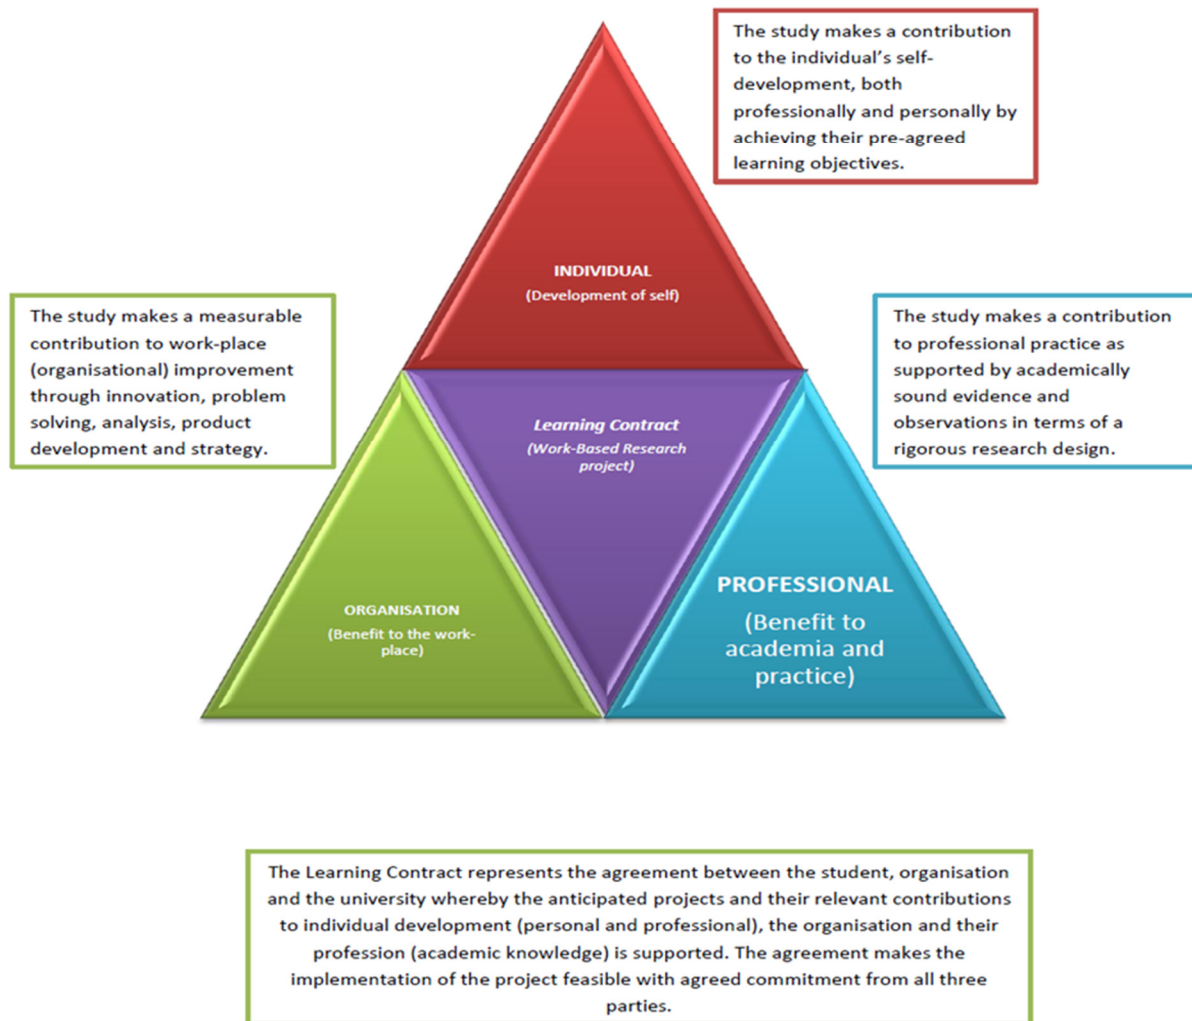 The study makes a contribution
to the individual’s self-
development, both
professionally and personally by
achieving their pre-agreed
learning objectives.
INDIVIDUAL
(Development of self)
The study makes a measurable
contribution to work-place
(organisational) improvement
through innovation, problem
solving, analysis, product
development and strategy.
The study makes a contribution
to professional practice as
supported by academically
sound evidence and
observations in terms of a
rigorous research design.
Learning Contract
(Work-Based Research
project)
ORGANISATION
(Benefit to the work-
place)
PROFESSIONAL
(Benefit to
academia and
practice)
The Learning Contract represents the agreement between the student, organisation
and the university whereby the anticipated projects and their relevant contributions
to individual development (personal and professional), the organisation and their
profession (academic knowledge) is supported. The agreement makes the
implementation of the project feasible with agreed commitment from all three
parties.